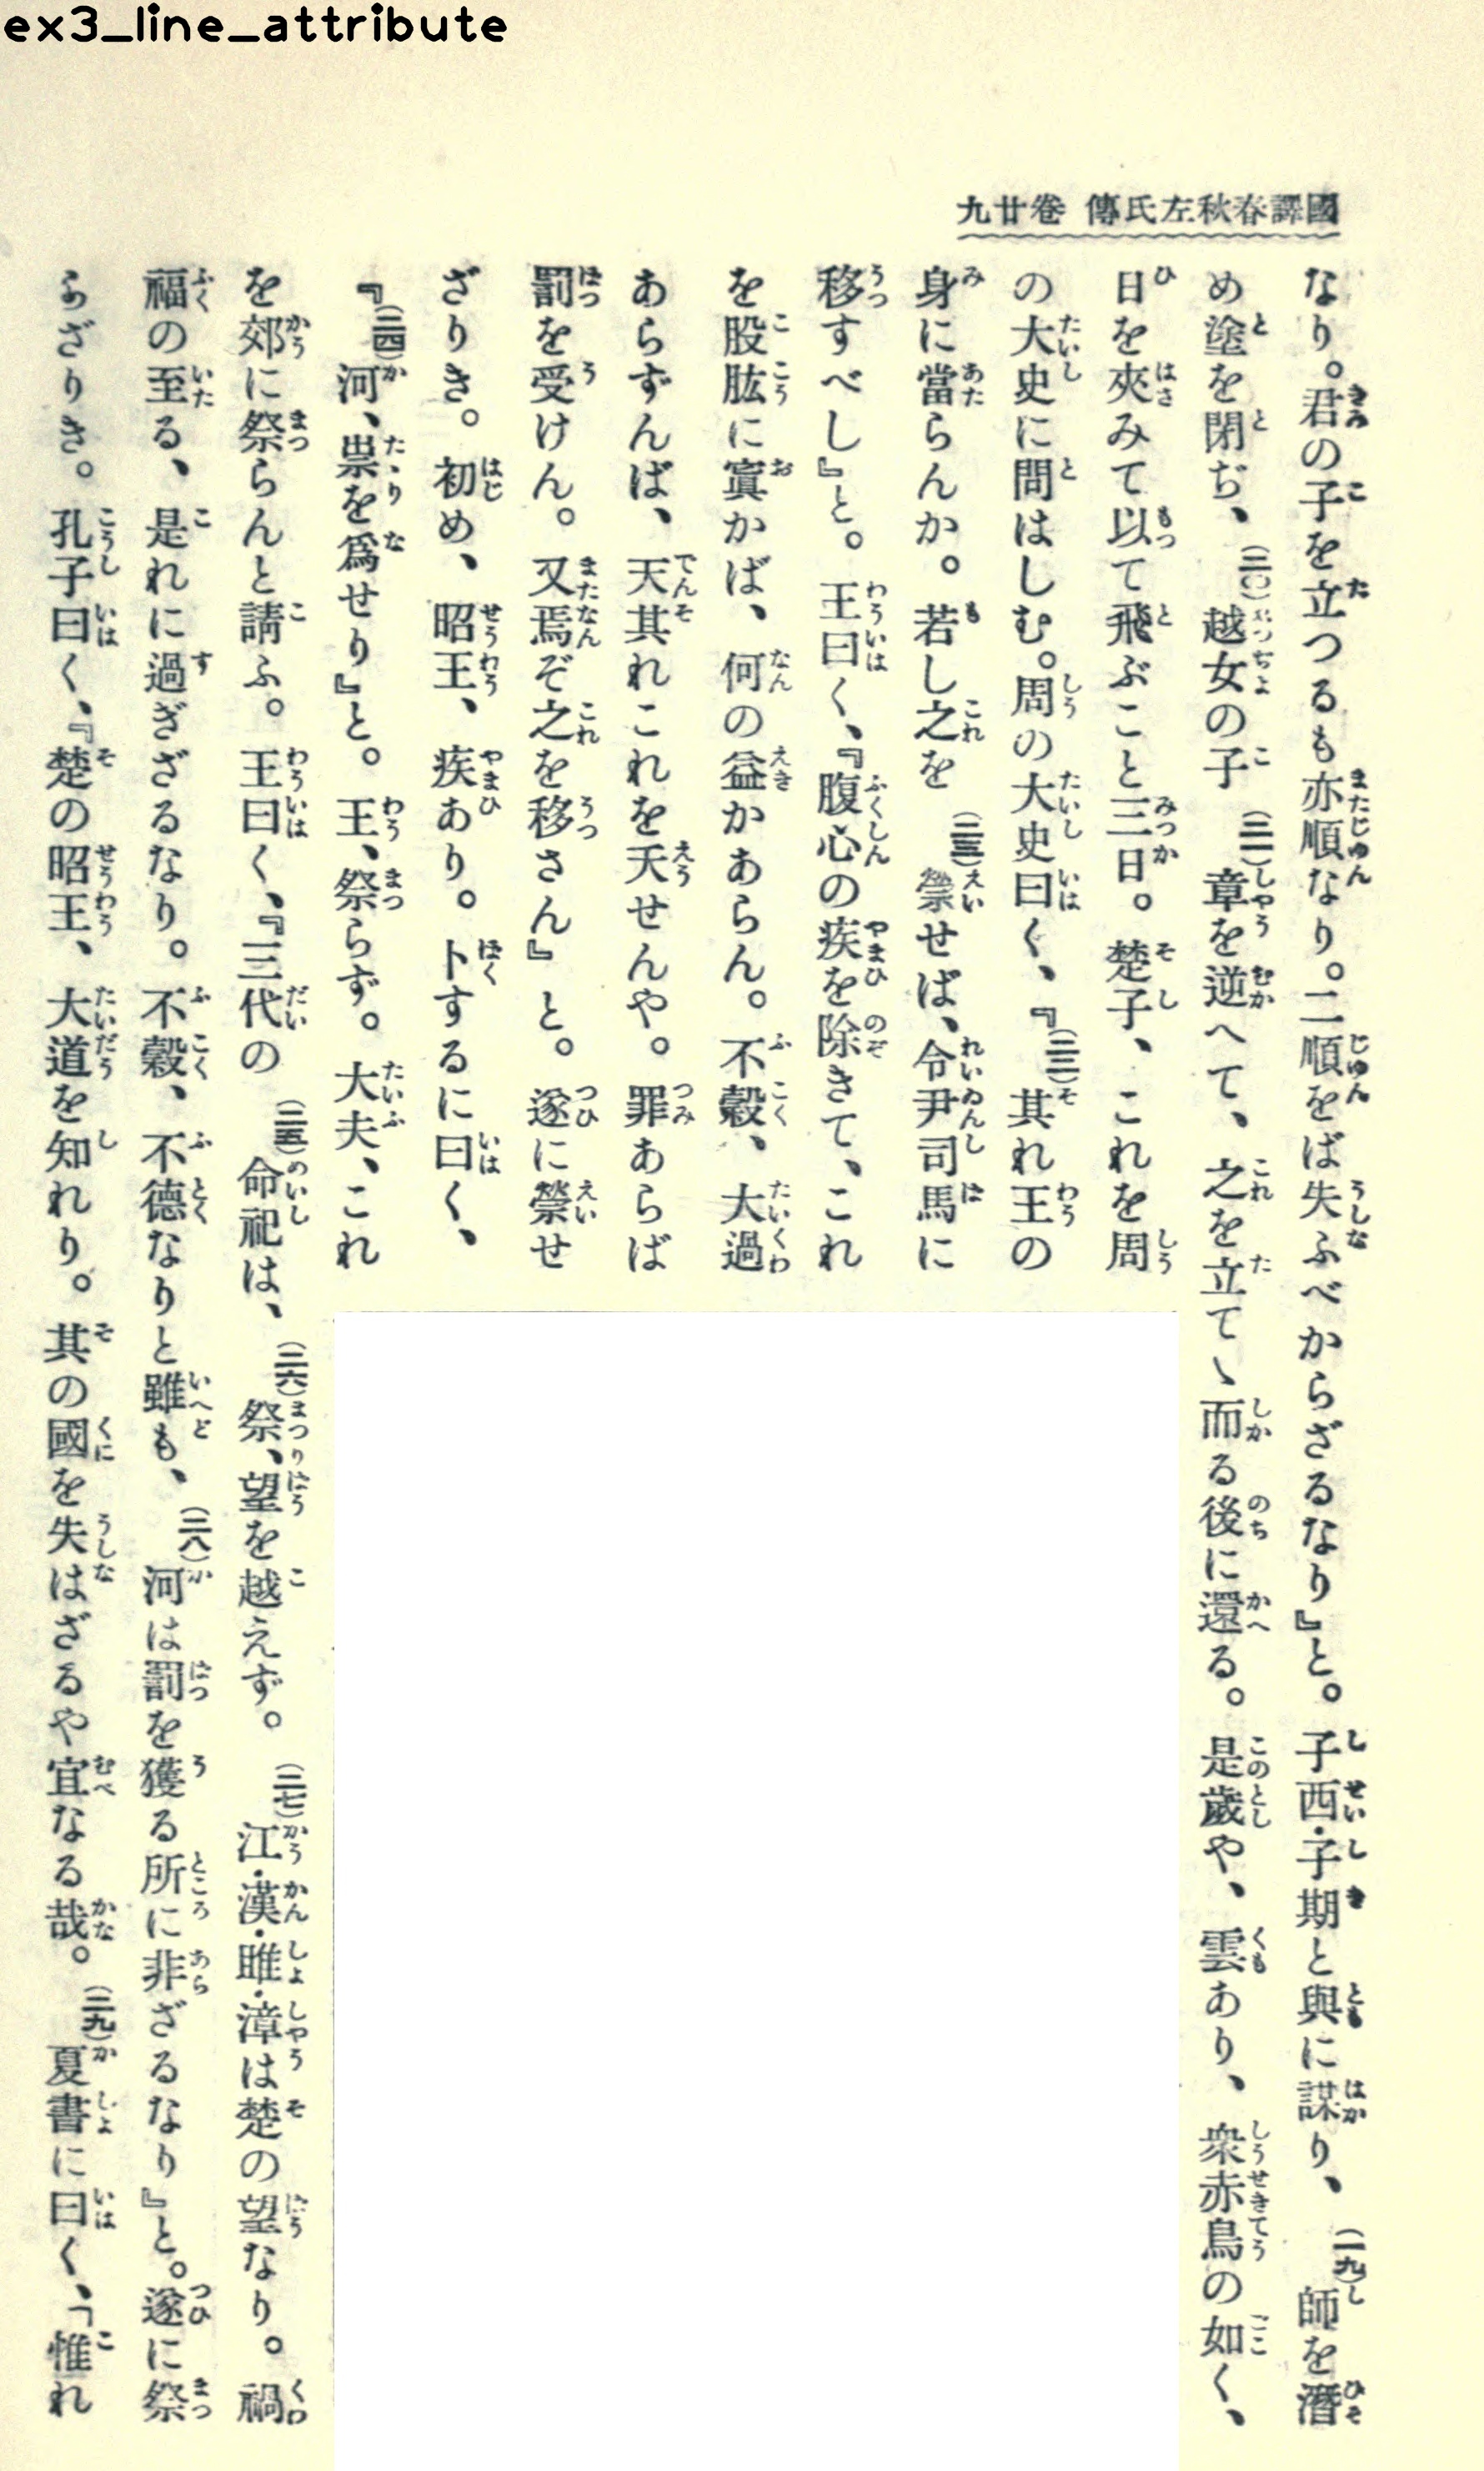 ex3_line_attribute
國譯春秋左氏傳 卷廿九
なり。君の子を立つるも亦順なり。二順をば失ふべからざるなり』と。子西・子期と與に謀り、(一九)師を潛
め塗を閉ぢ、(二〇)越女の子(二一)章を逆へて、之を立てゝ而る後に還る。是歲や、雲あり、衆赤鳥の如く、
日を夾みて以て飛ぶこと三日。楚子、これを周
の大史に問はしむ。周の大史曰く、『(二二)其れ王の
身に當らんか。若し之を(二三)禜せば、令尹司馬に
移すべし』と。王曰く、『腹心の疾を除きて、これ
を股肱に寘かば、何の益かあらん。不穀、大過
あらずんば、天其れこれを夭せんや。罪あらば
罰を受けん。又焉ぞ之を移さん』と。遂に禜せ
ざりき。初め、昭王、疾あり。卜するに曰く、
『(二四)河、祟を爲せり』と。王、祭らず。大夫、これ
を郊に祭らんと請ふ。王曰く、『三代の(二五)命祀は、(二六)祭、望を越えず。(二七)江・漢・雎・漳は楚の望なり。禍
福の至る、是れに過ぎざるなり。不穀、不德なりと雖も、(二八)河は罰を獲る所に非ざるなり』と。遂に祭
らざりき。孔子曰く、『楚の昭王、大道を知れり。其の國を失はざるや宜なる哉。(二九)夏書に曰く、「惟れ